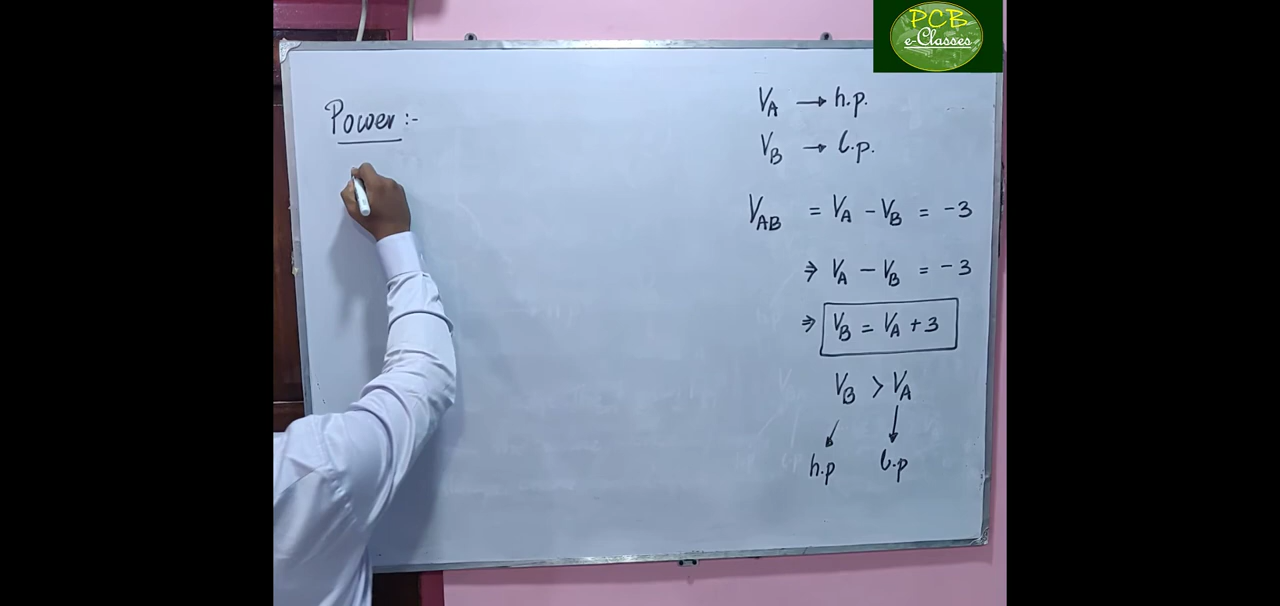 PCB
e-Classes
Power :-
V_A → h.p.
V_B → l.p.
V_AB = V_A - V_B = -3
⇒ V_A - V_B = -3
⇒ V_B = V_A + 3
V_B > V_A
h.p l.p